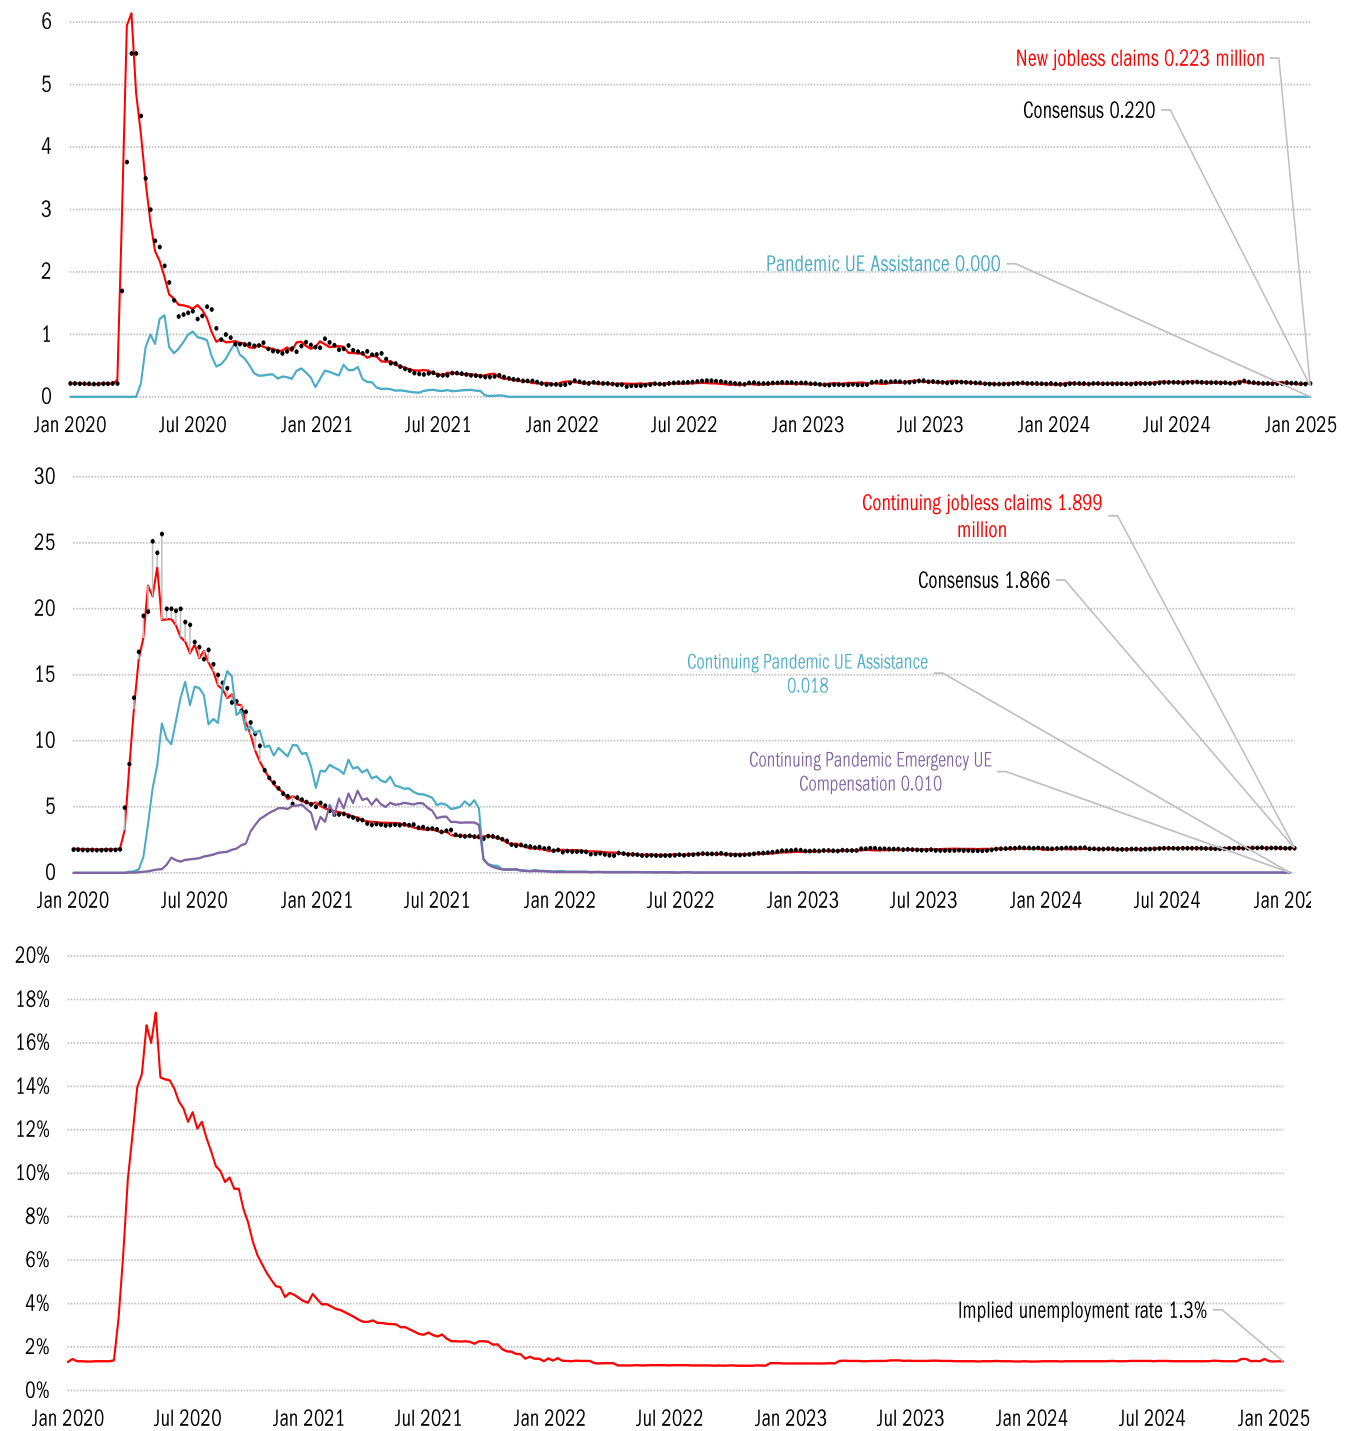 6
New jobless claims 0.223 million
5
Consensus 0.220
4
3
Pandemic UE Assistance 0.000
2
1
0
Jan 2020 Jul 2020 Jan 2021 Jul 2021 Jan 2022 Jul 2022 Jan 2023 Jul 2023 Jan 2024 Jul 2024 Jan 2025
30
Continuing jobless claims 1.899
million
25
Consensus 1.866
20
Continuing Pandemic UE Assistance
0.018
15
Continuing Pandemic Emergency UE
Compensation 0.010
10
5
0
Jan 2020 Jul 2020 Jan 2021 Jul 2021 Jan 2022 Jul 2022 Jan 2023 Jul 2023 Jan 2024 Jul 2024 Jan 202
20%
18%
16%
14%
12%
10%
8%
6%
4%
Implied unemployment rate 1.3%
2%
0%
Jan 2020 Jul 2020 Jan 2021 Jul 2021 Jan 2022 Jul 2022 Jan 2023 Jul 2023 Jan 2024 Jul 2024 Jan 2025